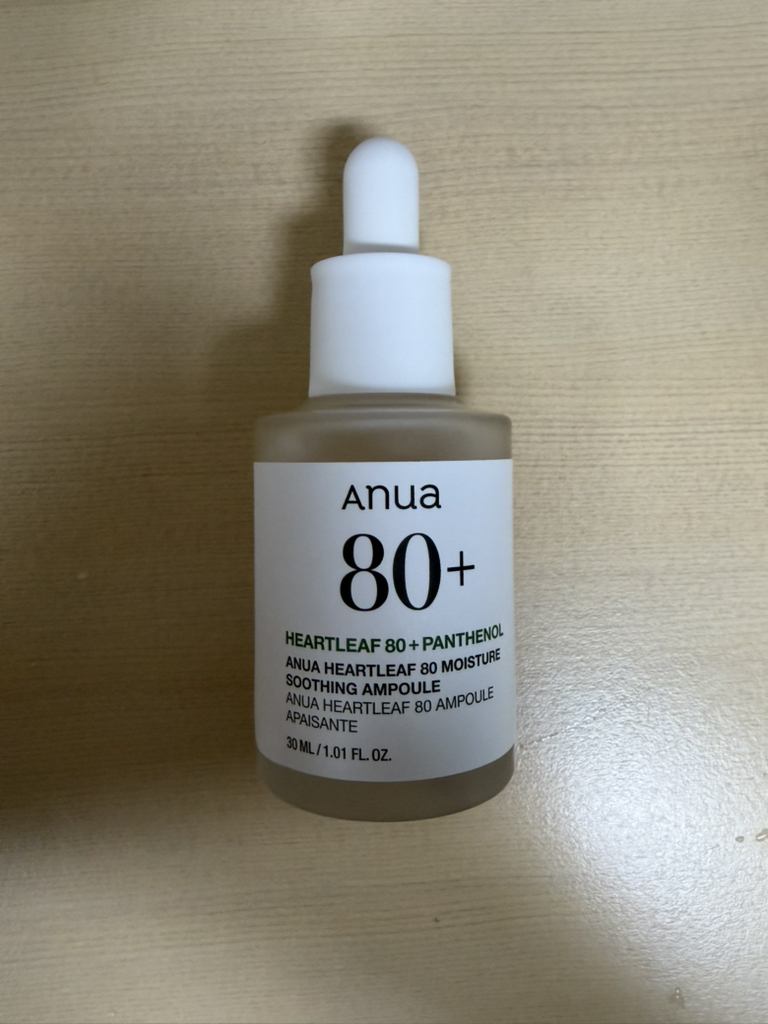 Anua
80+
HEARTLEAF 80 + PANTHENOL
ANUA HEARTLEAF 80 MOISTURE
SOOTHING AMPOULE
ANUA HEARTLEAF 80 AMPOULE
APAISANTE
30 ML / 1.01 FL. OZ.